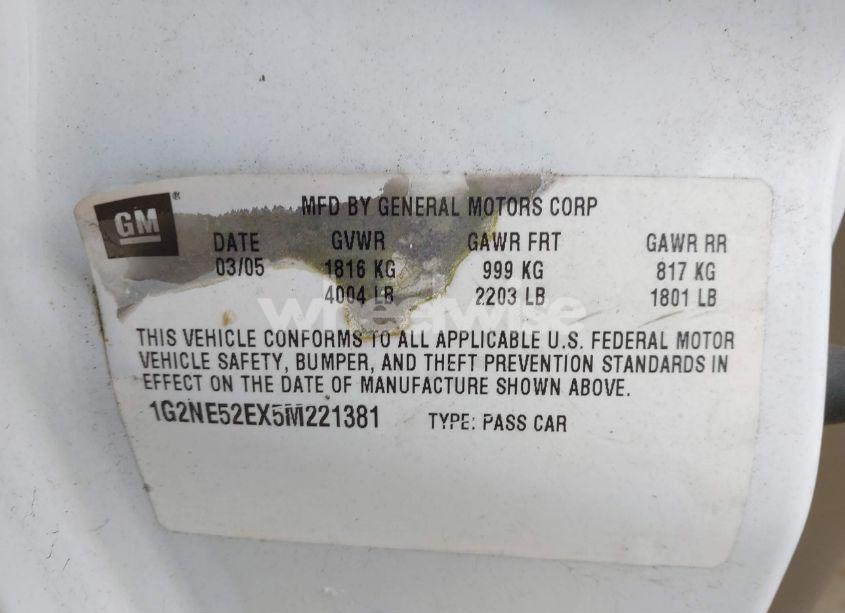 GM®
MFD BY GENERAL MOTORS CORP
DATE GVWR GAWR FRT GAWR RR
03/05 1816 KG 999 KG 817 KG
4004 LB 2203 LB 1801 LB
THIS VEHICLE CONFORMS TO ALL APPLICABLE U.S. FEDERAL MOTOR
VEHICLE SAFETY, BUMPER, AND THEFT PREVENTION STANDARDS IN
EFFECT ON THE DATE OF MANUFACTURE SHOWN ABOVE.
1G2NE52EX5M221381 TYPE: PASS CAR